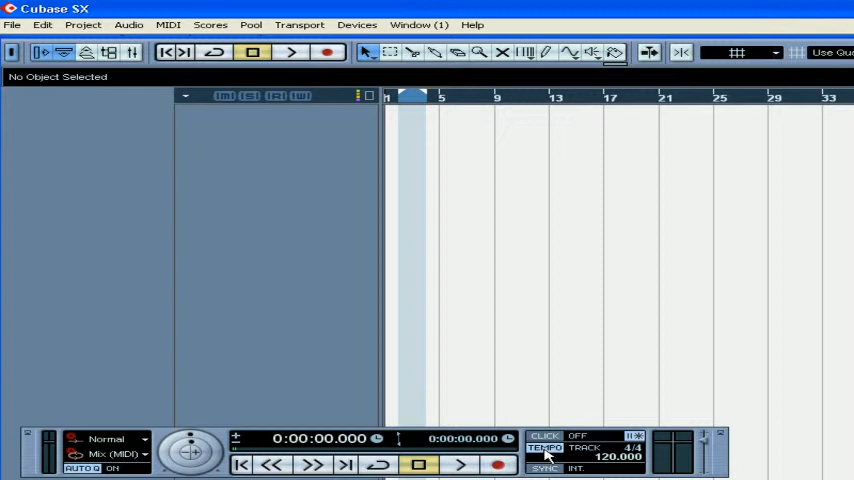 Cubase SX
File Edit Project Audio MIDI Scores Pool Transport Devices Window (1) Help
Use Qu
No Object Selected
[M] [S] [R] [W]
1 5 9 13 17 21 25 29 33
Normal
Mix (MIDI)
AUTO Q ON
0:00:00.000 0:00:00.000
CLICK OFF
TEMPO TRACK 4/4
120.000
SYNC INT.